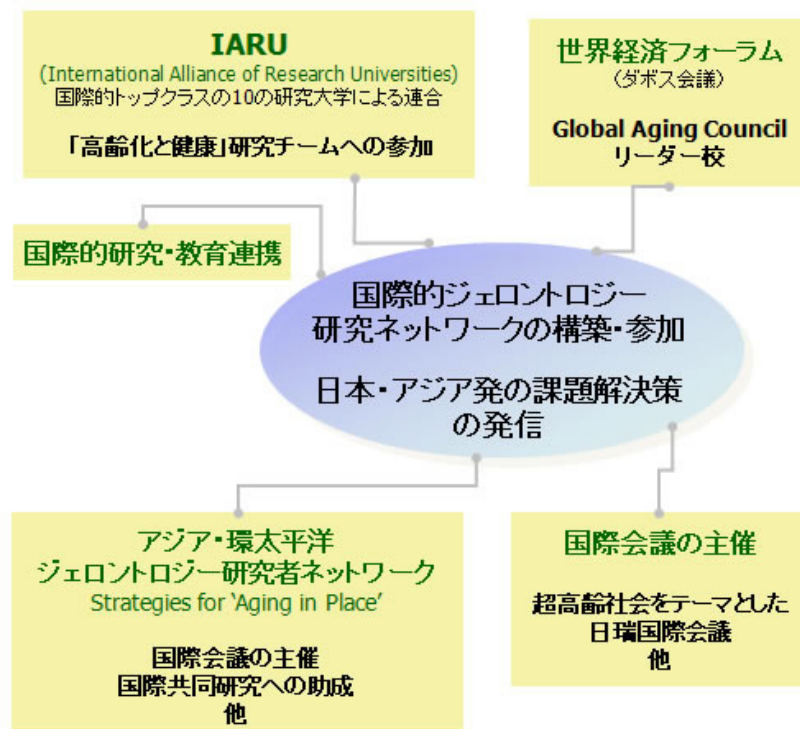 IARU
(International Alliance of Research Universities)
国際的トップクラスの10の研究大学による連合
「高齢化と健康」研究チームへの参加
世界経済フォーラム
(ダボス会議)
Global Aging Council
リーダー校
国際的研究・教育連携
国際的ジェロントロジー
研究ネットワークの構築・参加
日本・アジア発の課題解決策
の発信
アジア・環太平洋
ジェロントロジー研究者ネットワーク
Strategies for ‘Aging in Place’
国際会議の主催
国際共同研究への助成
他
国際会議の主催
超高齢社会をテーマとした
日瑞国際会議
他